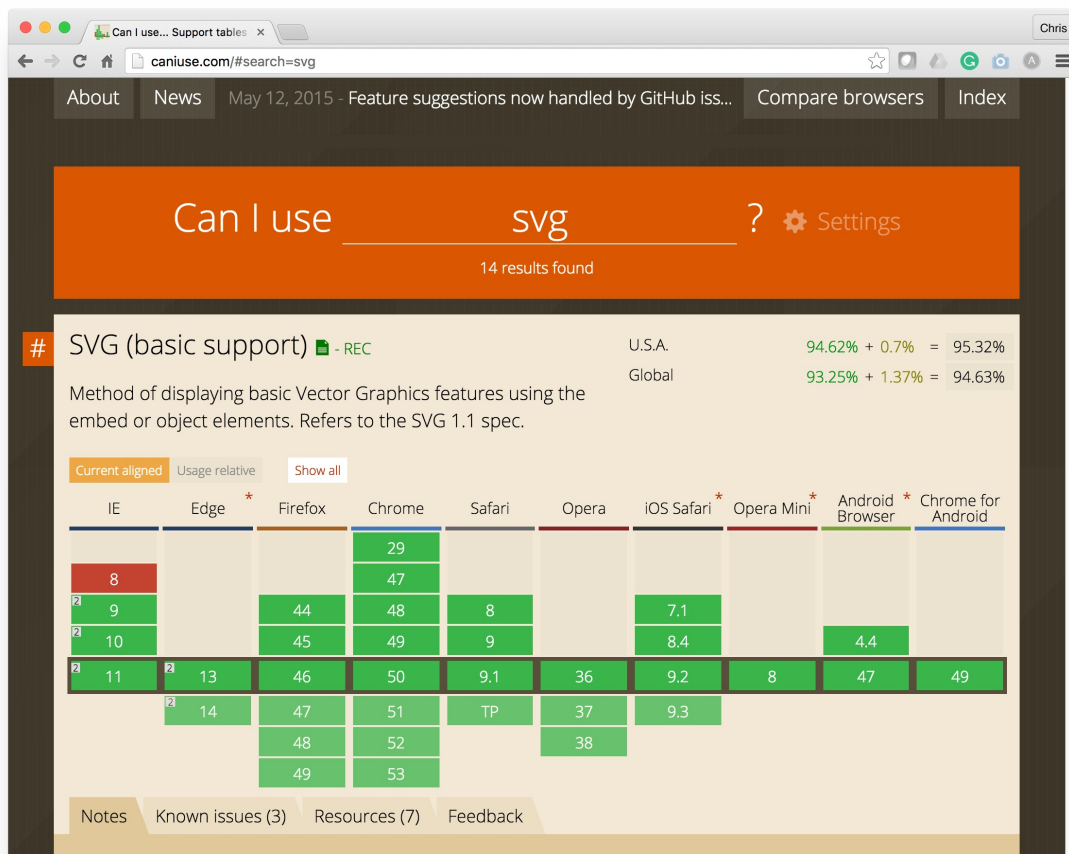 Can I use... Support tables ×
Chris
caniuse.com/#search=svg
About News May 12, 2015 - Feature suggestions now handled by GitHub iss... Compare browsers Index
Can I use svg ? Settings
14 results found
# SVG (basic support) - REC
U.S.A. 94.62% + 0.7% = 95.32%
Global 93.25% + 1.37% = 94.63%
Method of displaying basic Vector Graphics features using the
embed or object elements. Refers to the SVG 1.1 spec.
Current aligned Usage relative Show all
IE Edge * Firefox Chrome Safari Opera iOS Safari * Opera Mini * Android Browser * Chrome for Android
29
8 47
2 9 44 48 8 7.1
2 10 45 49 9 8.4 4.4
2 11 2 13 46 50 9.1 36 9.2 8 47 49
2 14 47 51 TP 37 9.3
48 52 38
49 53
Notes Known issues (3) Resources (7) Feedback